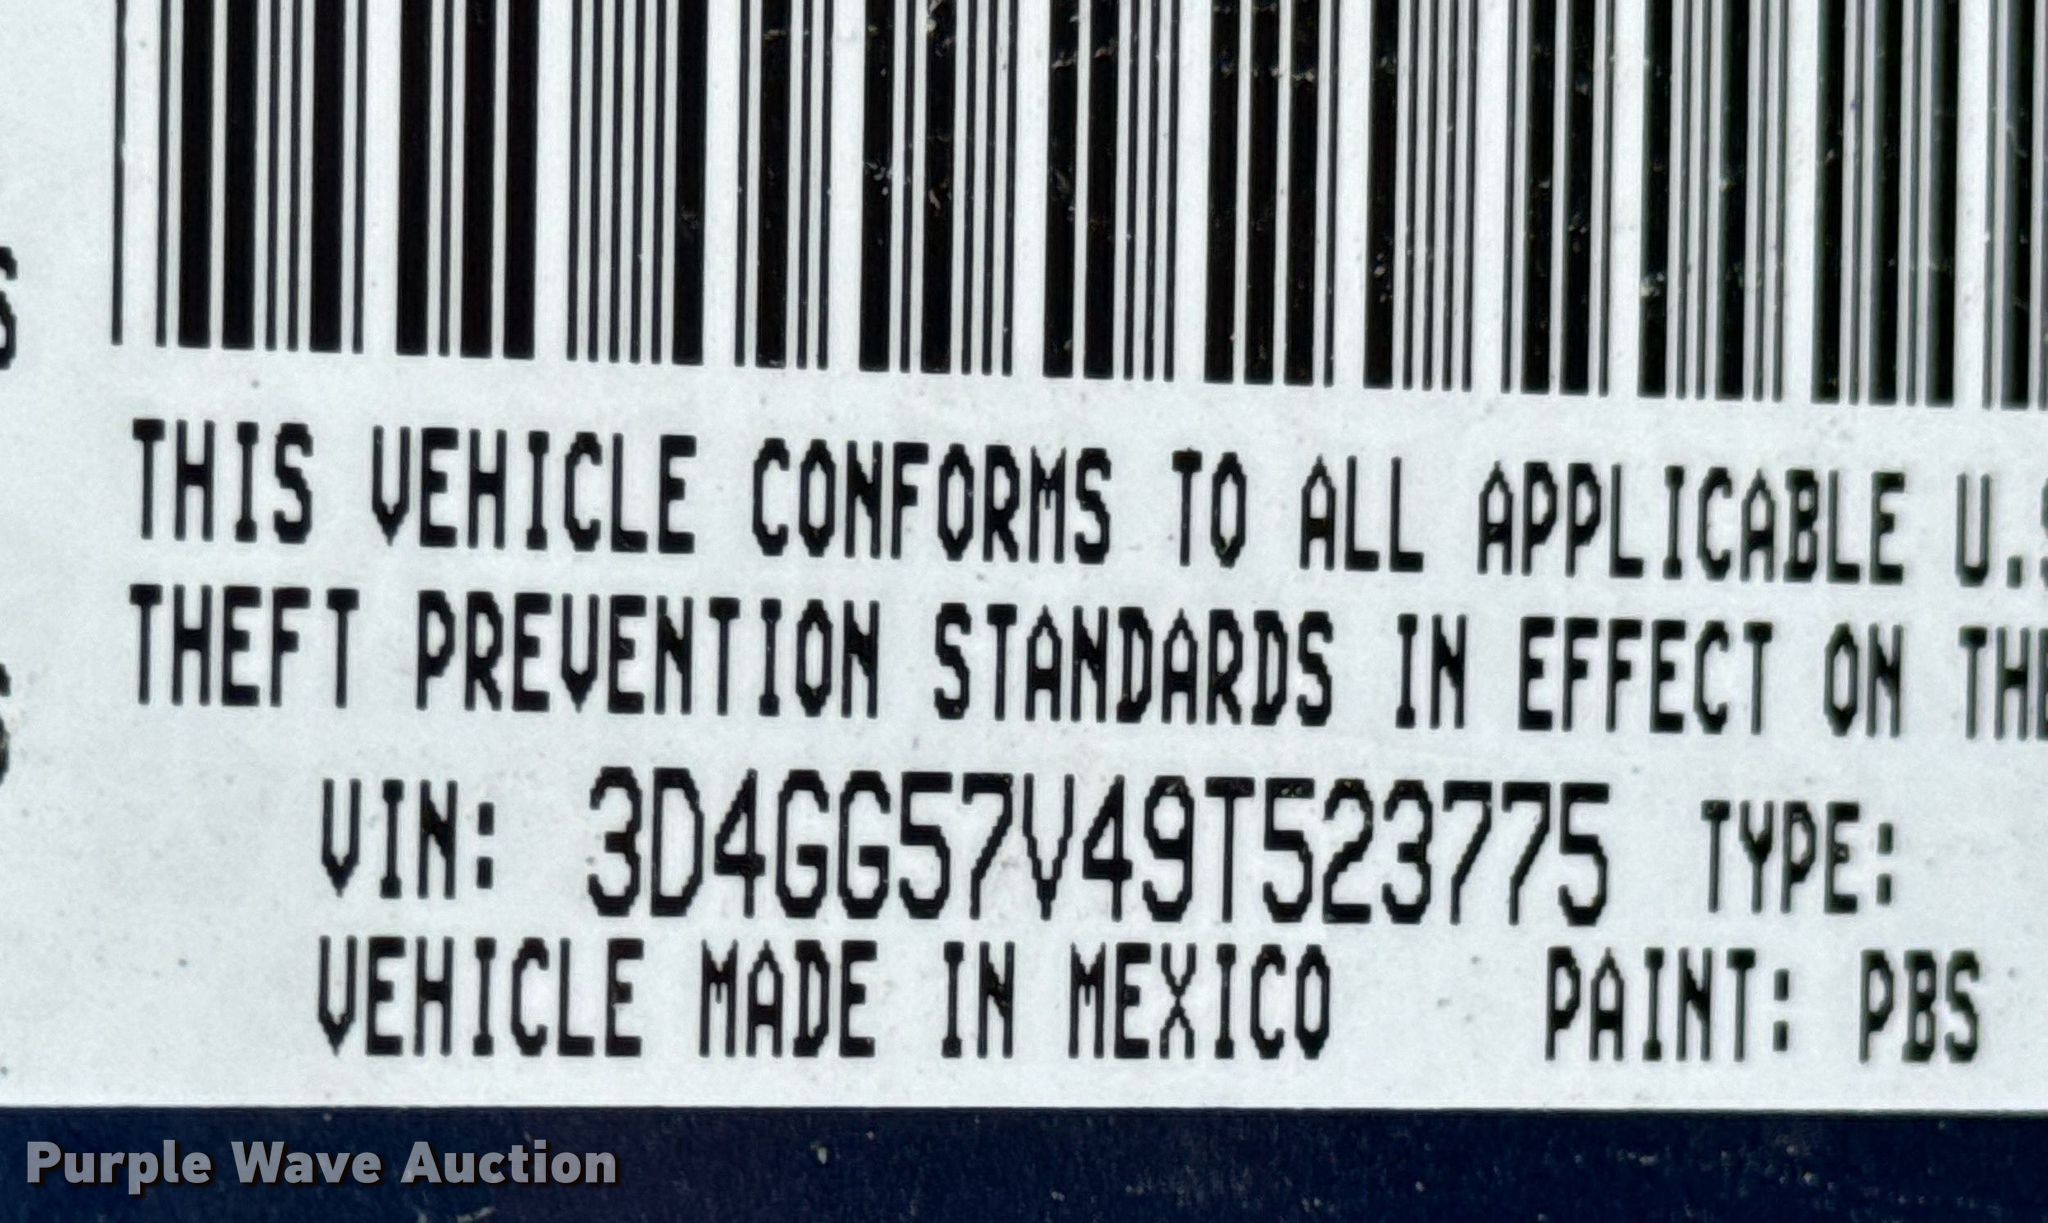 THIS VEHICLE CONFORMS TO ALL APPLICABLE U.S
THEFT PREVENTION STANDARDS IN EFFECT ON THE
VIN: 3D4GG57V49T523775 TYPE:
VEHICLE MADE IN MEXICO PAINT: PBS
Purple Wave Auction